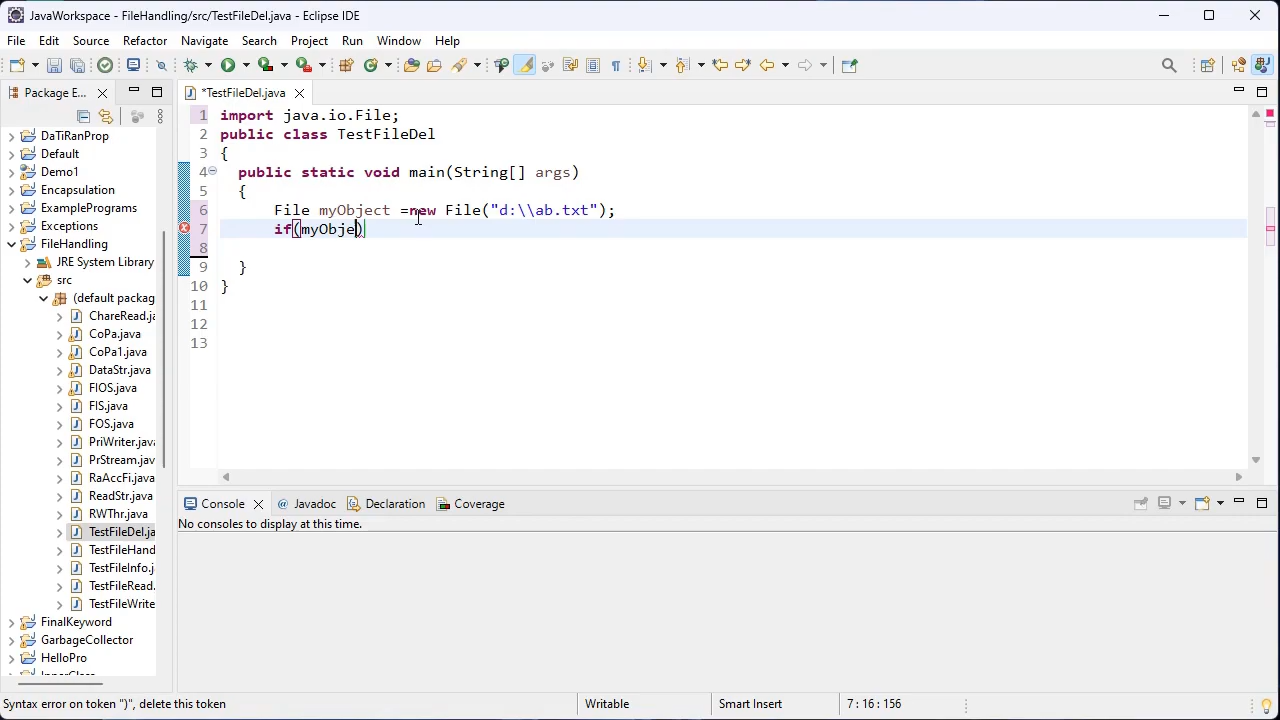 JavaWorkspace - FileHandling/src/TestFileDel.java - Eclipse IDE
File Edit Source Refactor Navigate Search Project Run Window Help
Package E...
*TestFileDel.java
DaTiRanProp
Default
Demo1
Encapsulation
ExamplePrograms
Exceptions
FileHandling
JRE System Library
src
(default packag
ChareRead.ja
CoPa.java
CoPa1.java
DataStr.java
FIOS.java
FIS.java
FOS.java
PriWriter.java
PrStream.java
RaAccFi.java
ReadStr.java
RWThr.java
TestFileDel.ja
TestFileHand
TestFileInfo.j
TestFileRead.
TestFileWrite
FinalKeyword
GarbageCollector
HelloPro
InnerClass
1 import java.io.File;
2 public class TestFileDel
3 {
4 public static void main(String[] args)
5 {
6 File myObject =new File("d:\\ab.txt");
7 if(myObje)
8
9 }
10 }
11
12
13
Console Javadoc Declaration Coverage
No consoles to display at this time.
Syntax error on token ")", delete this token Writable Smart Insert 7 : 16 : 156